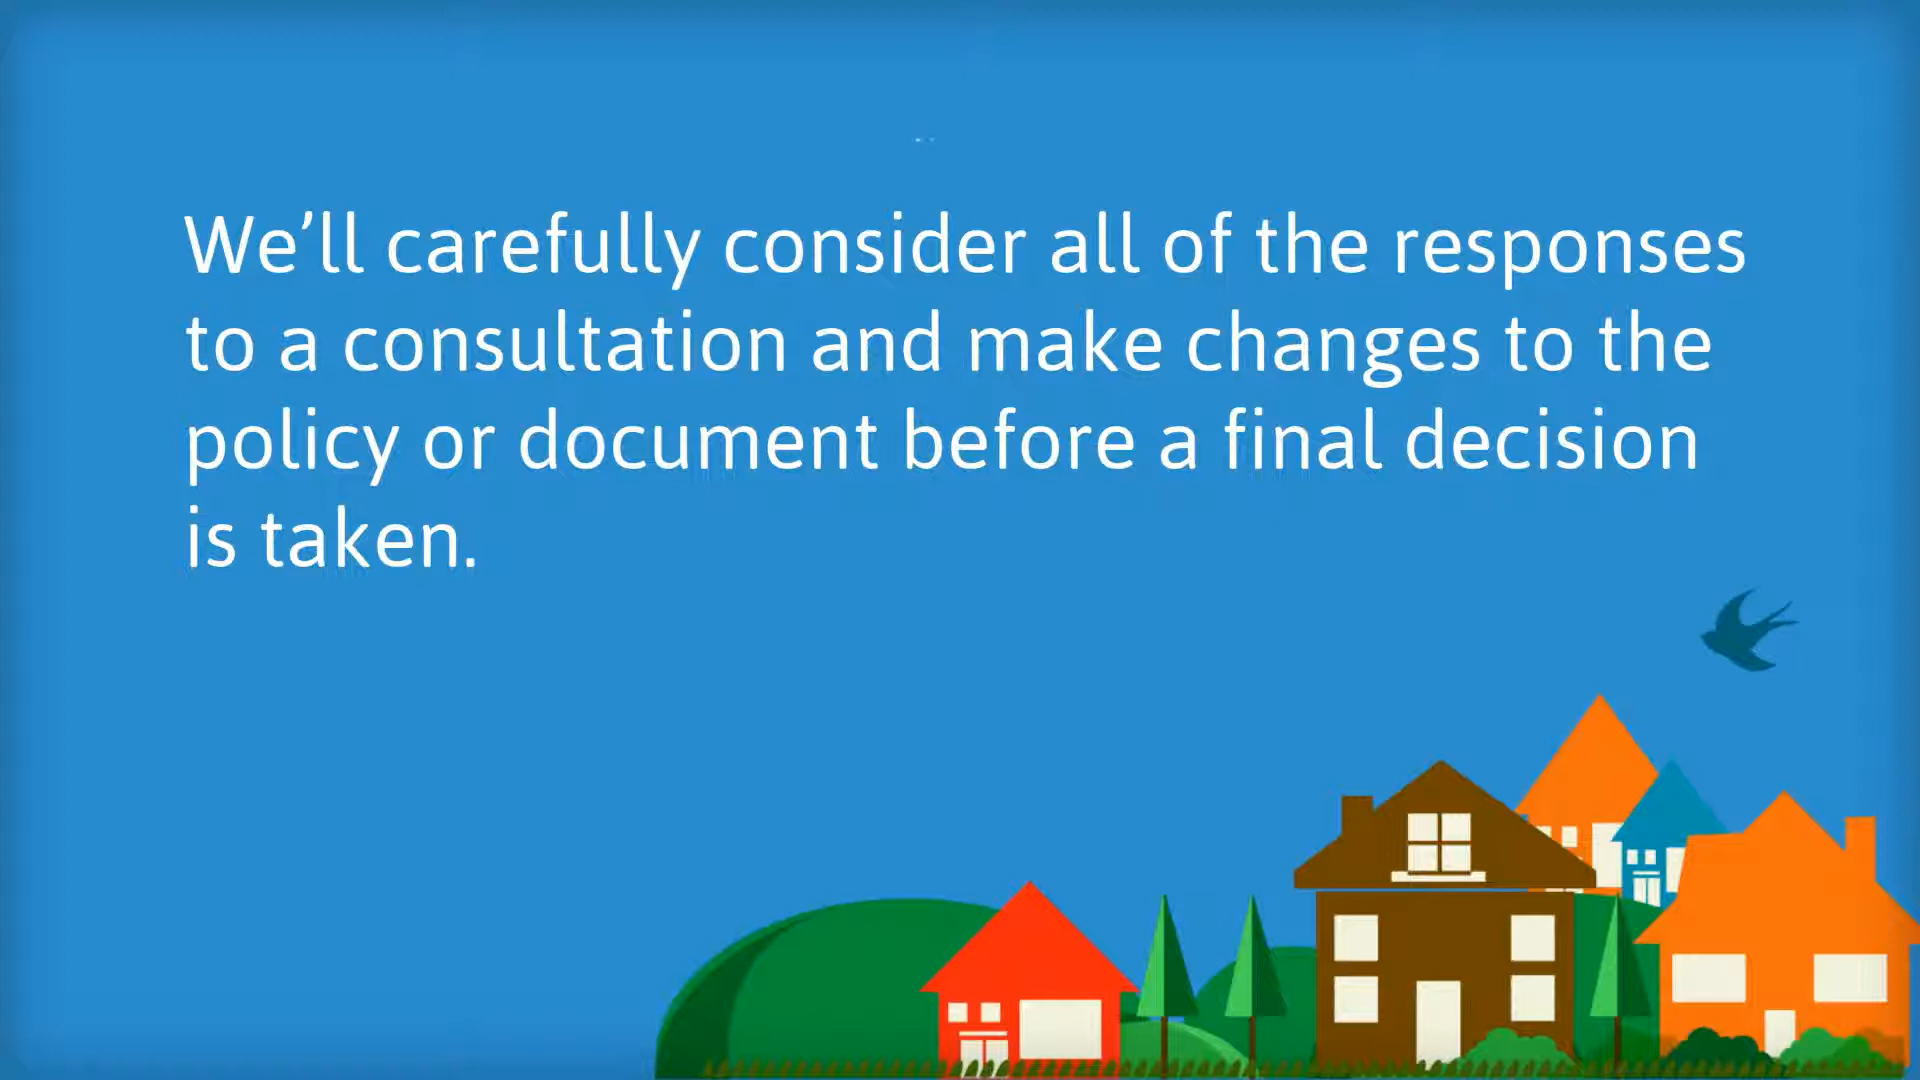 We’ll carefully consider all of the responses
to a consultation and make changes to the
policy or document before a final decision
is taken.